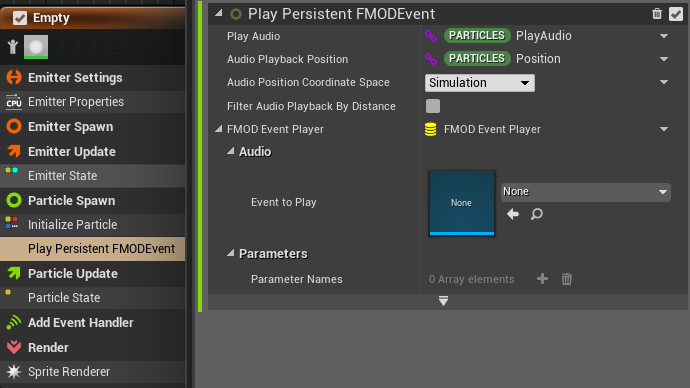 Empty
Emitter Settings
CPU Emitter Properties
Emitter Spawn
Emitter Update
Emitter State
Particle Spawn
Initialize Particle
Play Persistent FMODEvent
Particle Update
Particle State
Add Event Handler
Render
Sprite Renderer
Play Persistent FMODEvent
Play Audio PARTICLES PlayAudio
Audio Playback Position PARTICLES Position
Audio Position Coordinate Space Simulation
Filter Audio Playback By Distance
FMOD Event Player FMOD Event Player
Audio
Event to Play None None
Parameters
Parameter Names 0 Array elements